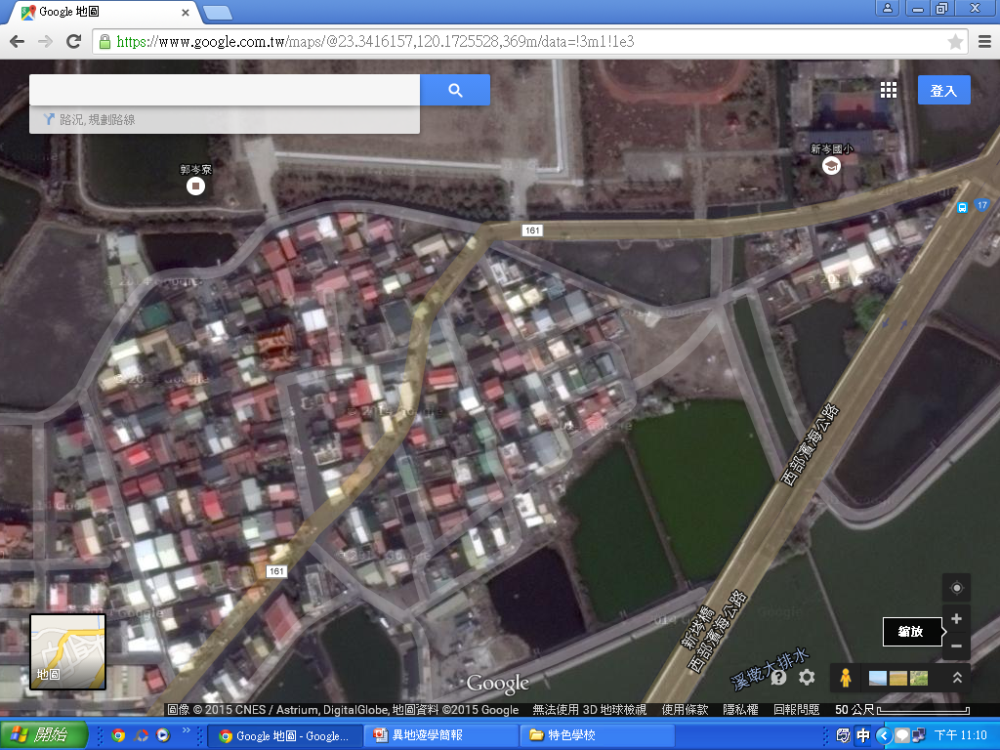 Google 地圖
https://www.google.com.tw/maps/@23.3416157,120.1725528,369m/data=!3m1!1e3
登入
路況, 規劃路線
郭岑寮
新岑國小
17
161
西部濱海公路
161
新埤橋
西部濱海公路
溪墘大排水
縮放
地圖
Google
圖像 © 2015 CNES / Astrium, DigitalGlobe, 地圖資料 ©2015 Google 無法使用 3D 地球檢視 使用條款 隱私權 回報問題 50 公尺
開始
Google 地圖 - Google...
異地遊學簡報
特色學校
中
下午 11:10